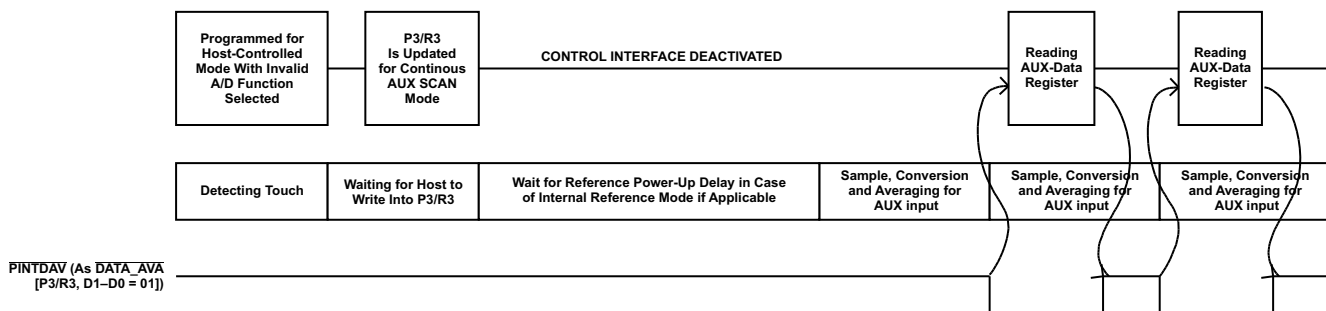 Programmed for
Host-Controlled
Mode With Invalid
A/D Function
Selected
P3/R3
Is Updated
for Continous
AUX SCAN
Mode
CONTROL INTERFACE DEACTIVATED
Reading
AUX-Data
Register
Reading
AUX-Data
Register
Detecting Touch
Waiting for Host to
Write Into P3/R3
Wait for Reference Power-Up Delay in Case
of Internal Reference Mode if Applicable
Sample, Conversion
and Averaging for
AUX input
Sample, Conversion
and Averaging for
AUX input
Sample, Conversion
and Averaging for
AUX input
PINTDAV (As DATA_AVA
[P3/R3, D1–D0 = 01])